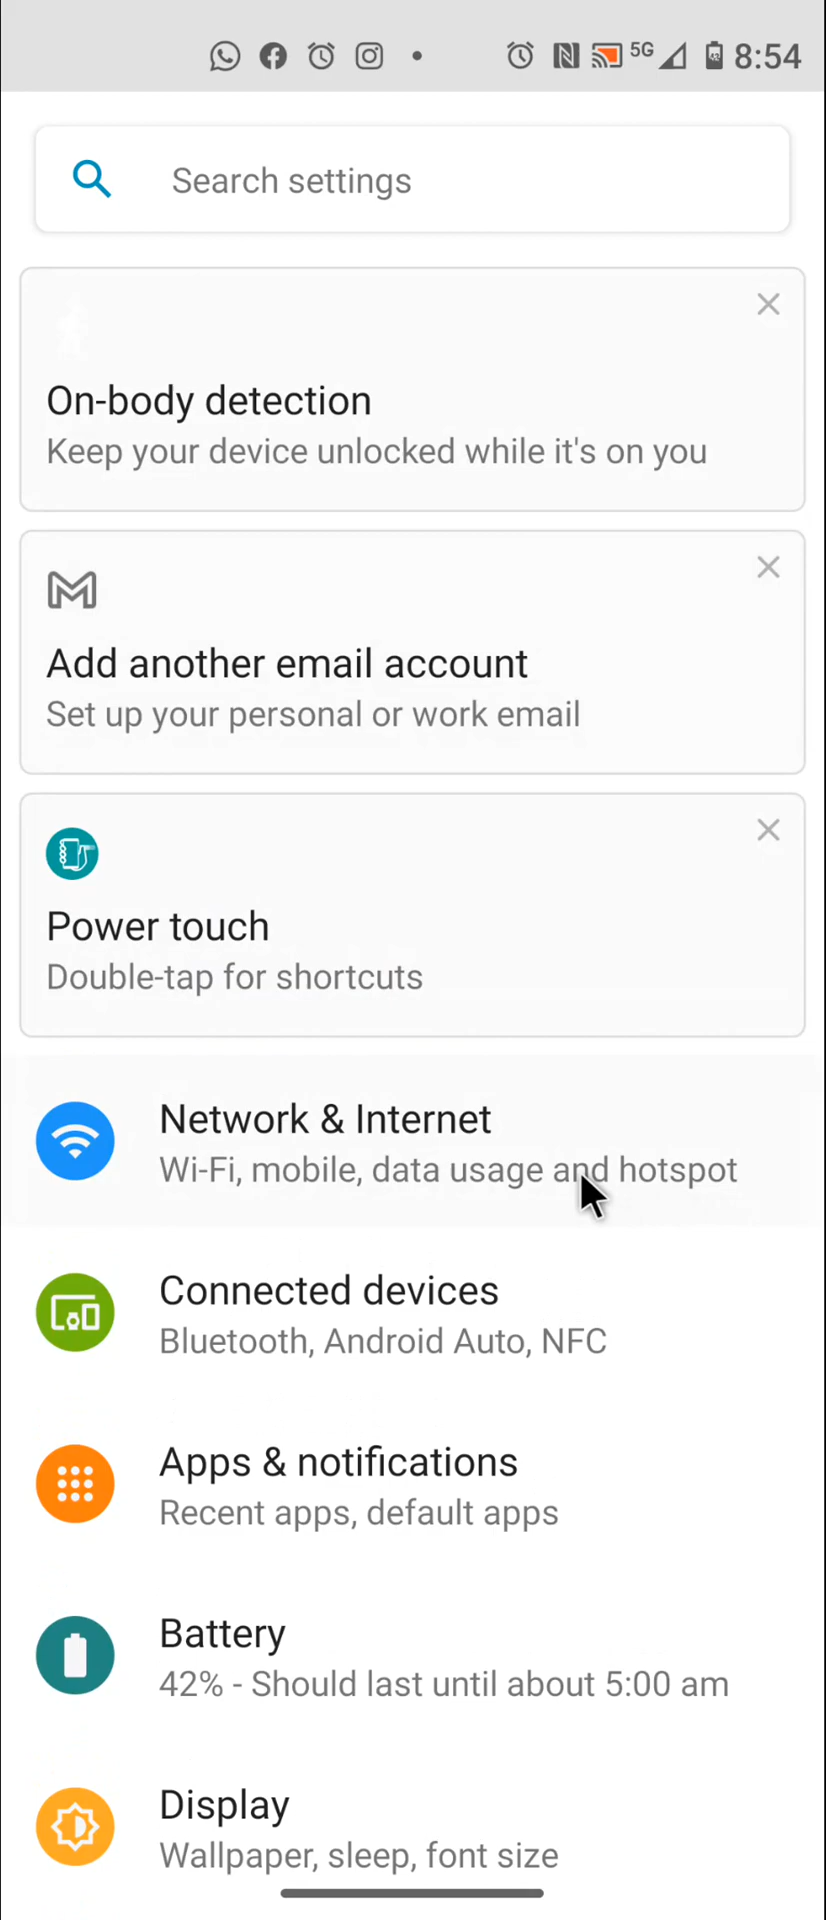 5G 42 8:54
Search settings
On-body detection
Keep your device unlocked while it's on you
Add another email account
Set up your personal or work email
Power touch
Double-tap for shortcuts
Network & Internet
Wi-Fi, mobile, data usage and hotspot
Connected devices
Bluetooth, Android Auto, NFC
Apps & notifications
Recent apps, default apps
Battery
42% - Should last until about 5:00 am
Display
Wallpaper, sleep, font size